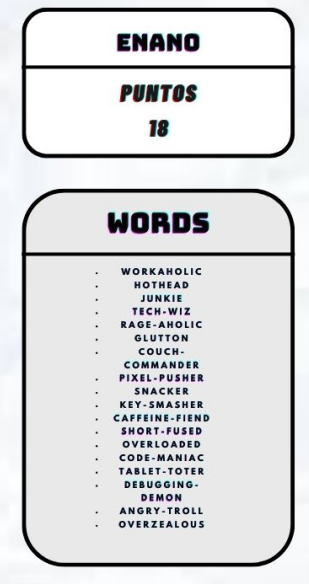 ENANO
PUNTOS
18
WORDS
· WORKAHOLIC
· HOTHEAD
· JUNKIE
· TECH-WIZ
· RAGE-AHOLIC
· GLUTTON
· COUCH-
COMMANDER
· PIXEL-PUSHER
· SNACKER
· KEY-SMASHER
· CAFFEINE-FIEND
· SHORT-FUSED
· OVERLOADED
· CODE-MANIAC
· TABLET-TOTER
· DEBUGGING-
DEMON
· ANGRY-TROLL
· OVERZEALOUS